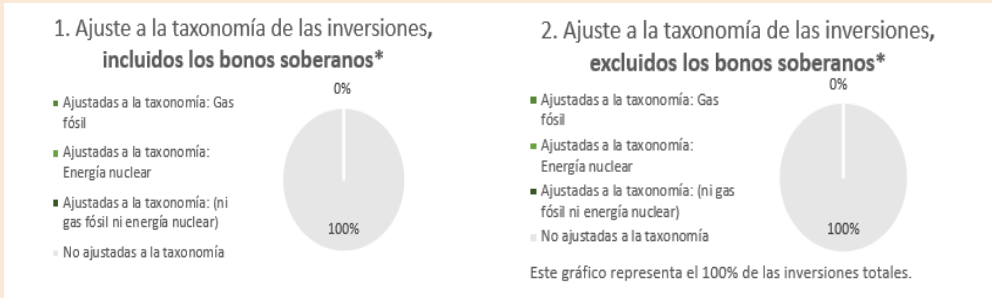 1. Ajuste a la taxonomía de las inversiones,
incluidos los bonos soberanos*
Ajustadas a la taxonomía: Gas
fósil
Ajustadas a la taxonomía:
Energía nuclear
Ajustadas a la taxonomía: (ni
gas fósil ni energía nuclear)
No ajustadas a la taxonomía
0%
100%
2. Ajuste a la taxonomía de las inversiones,
excluidos los bonos soberanos*
Ajustadas a la taxonomía: Gas
fósil
Ajustadas a la taxonomía:
Energía nuclear
Ajustadas a la taxonomía: (ni gas
fósil ni energía nuclear)
No ajustadas a la taxonomía
0%
100%
Este gráfico representa el 100% de las inversiones totales.